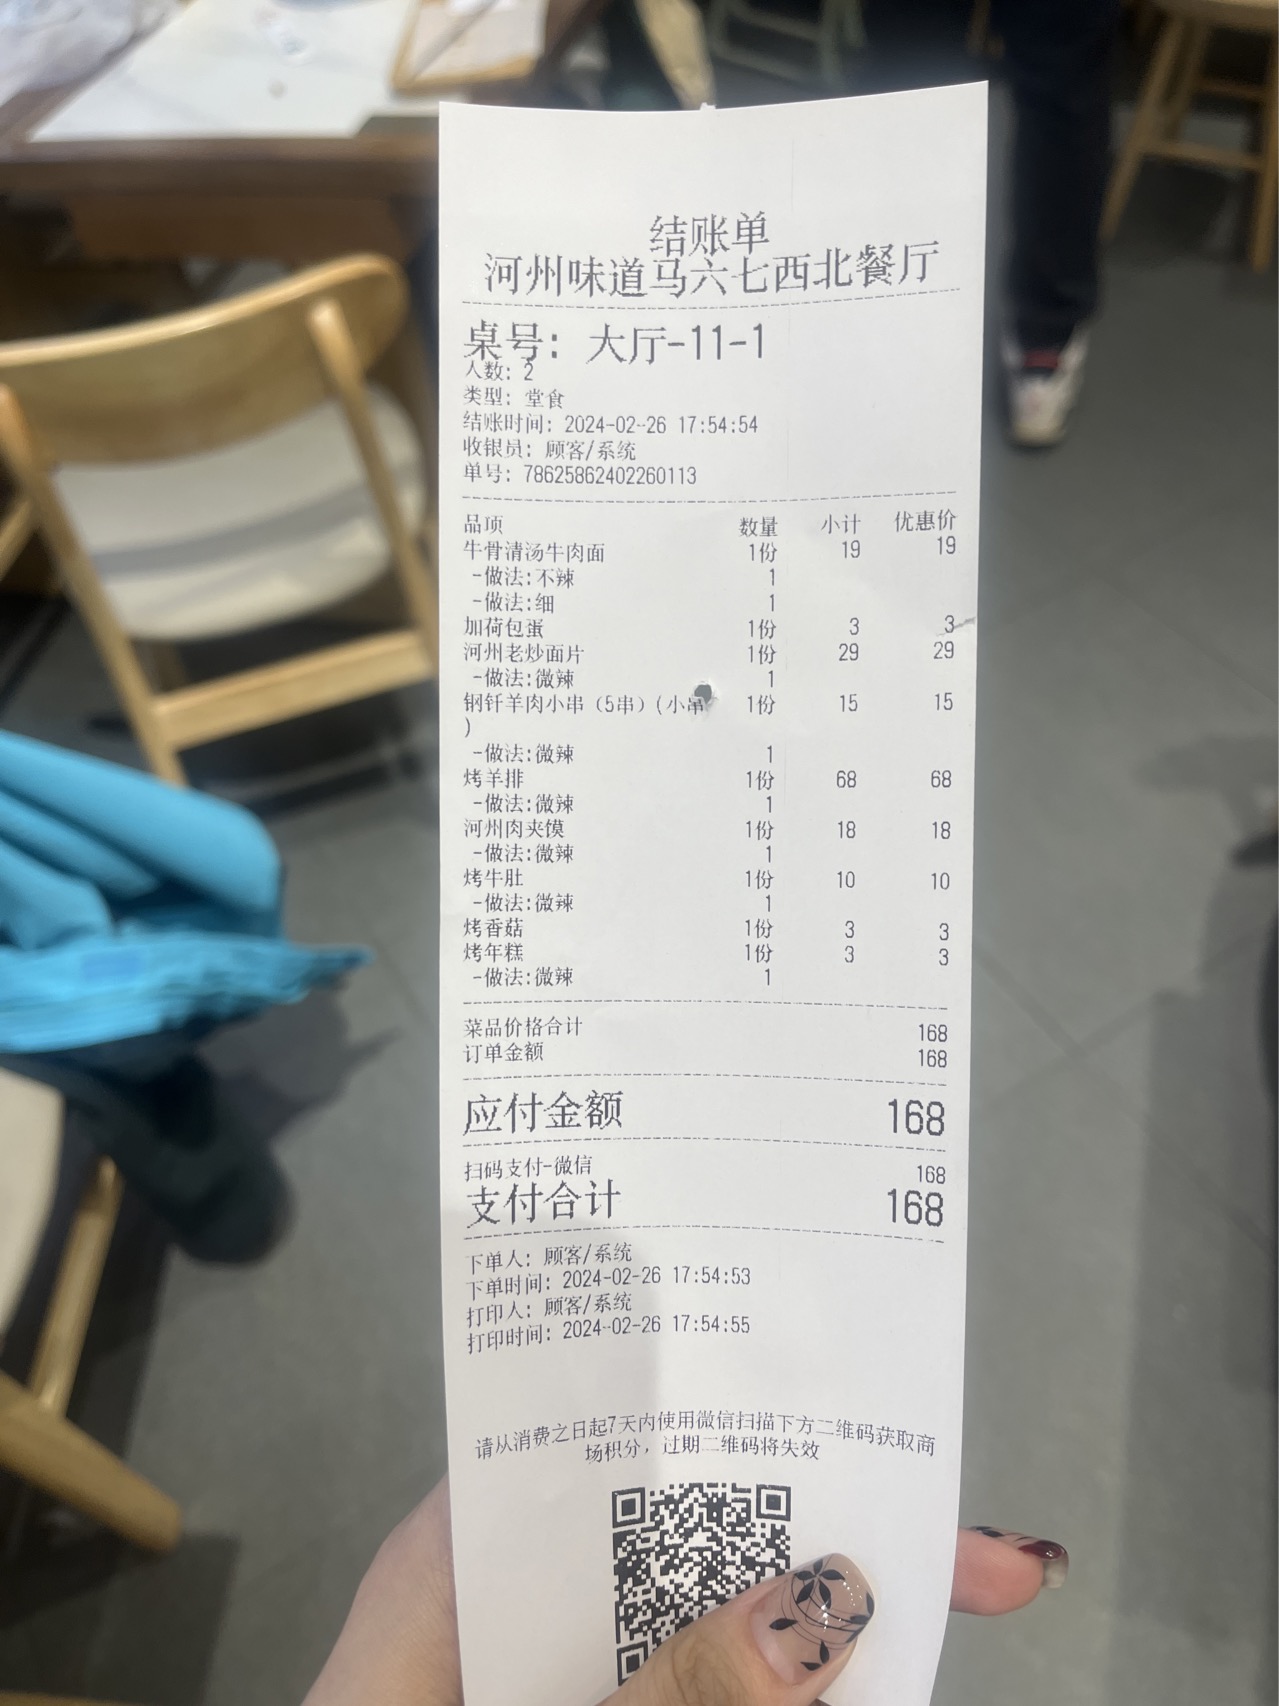 结账单
河州味道马六七西北餐厅
桌号: 大厅-11-1
人数: 2
类型: 堂食
结账时间: 2024-02-26 17:54:54
收银员: 顾客/系统
单号: 78625862402260113
品项 数量 小计 优惠价
牛骨清汤牛肉面 1份 19 19
-做法:不辣 1
-做法:细 1
加荷包蛋 1份 3 3
河州老炒面片 1份 29 29
-做法:微辣 1
钢钎羊肉小串（5串）(小串 1份 15 15
)
-做法:微辣 1
烤羊排 1份 68 68
-做法:微辣 1
河州肉夹馍 1份 18 18
-做法:微辣 1
烤牛肚 1份 10 10
-做法:微辣 1
烤香菇 1份 3 3
烤年糕 1份 3 3
-做法:微辣 1
菜品价格合计 168
订单金额 168
应付金额 168
扫码支付-微信 168
支付合计 168
下单人: 顾客/系统
下单时间: 2024-02-26 17:54:53
打印人: 顾客/系统
打印时间: 2024-02-26 17:54:55
请从消费之日起7天内使用微信扫描下方二维码获取商
场积分，过期二维码将失效